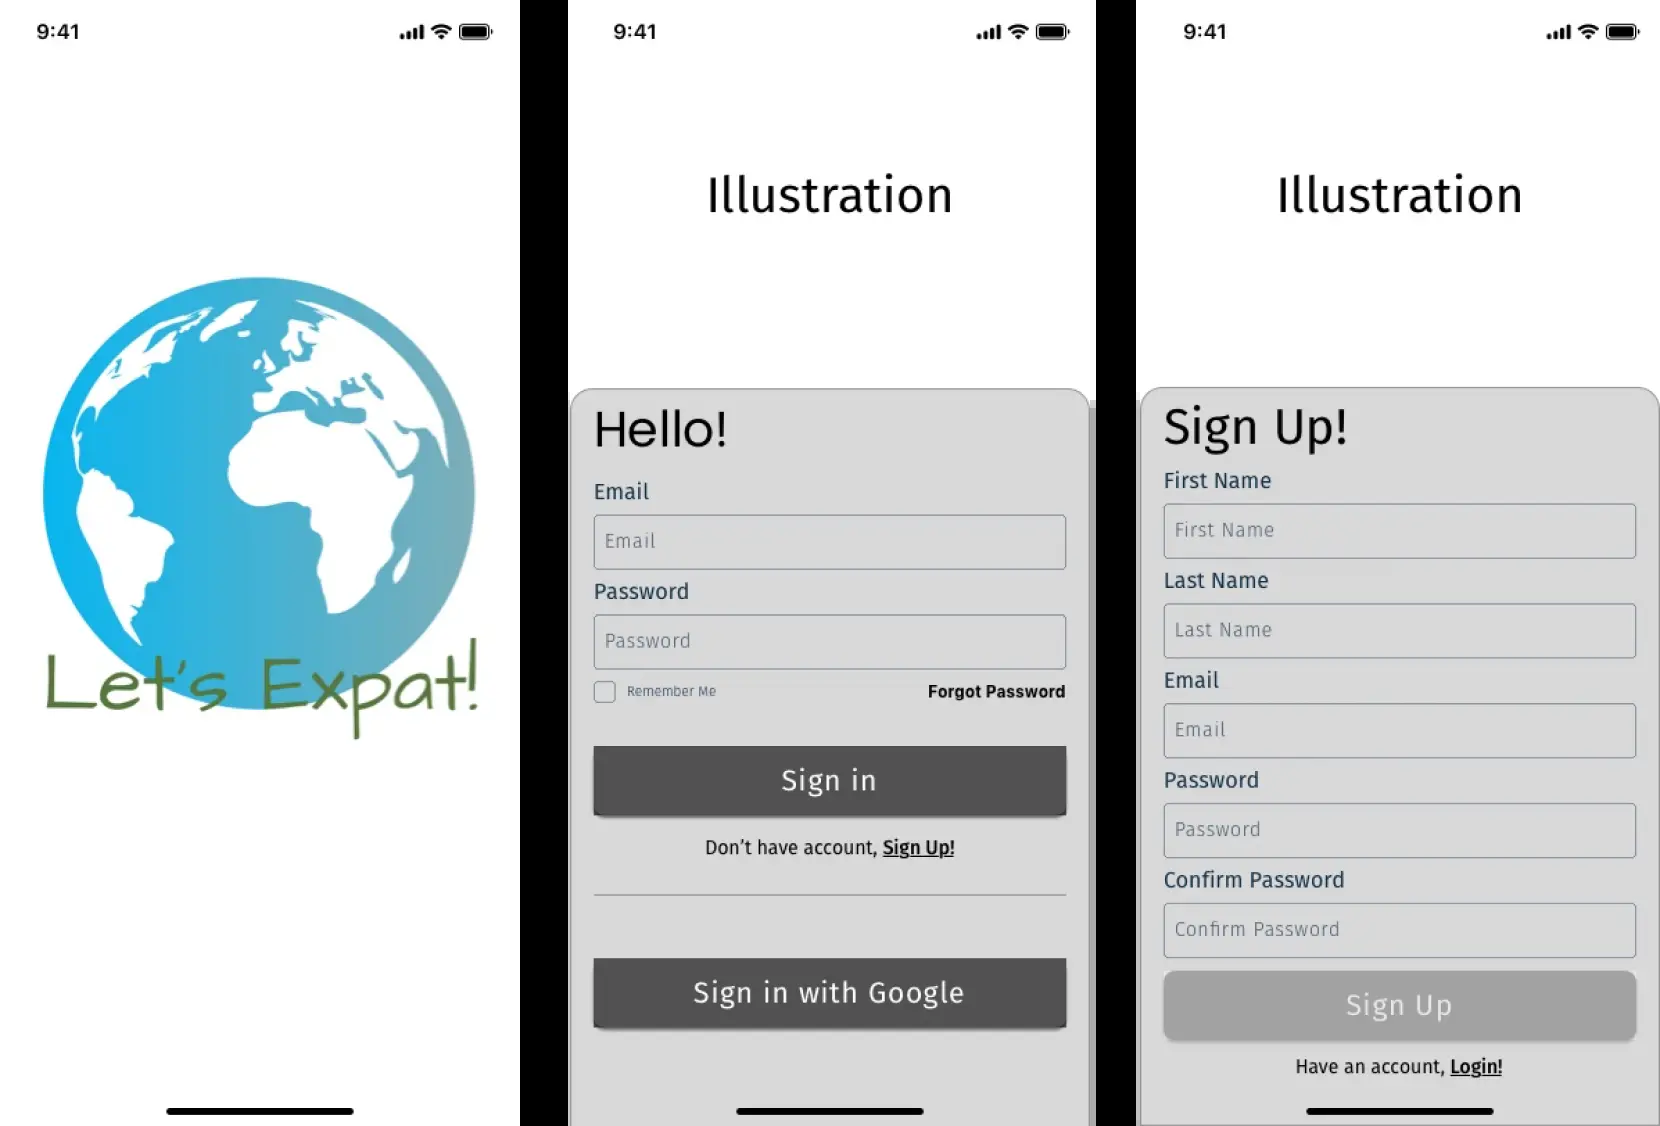 9:41
Let's Expat!
9:41
Illustration
Hello!
Email
Email
Password
Password
Remember Me
Forgot Password
Sign in
Don't have account, Sign Up!
Sign in with Google
9:41
Illustration
Sign Up!
First Name
First Name
Last Name
Last Name
Email
Email
Password
Password
Confirm Password
Confirm Password
Sign Up
Have an account, Login!